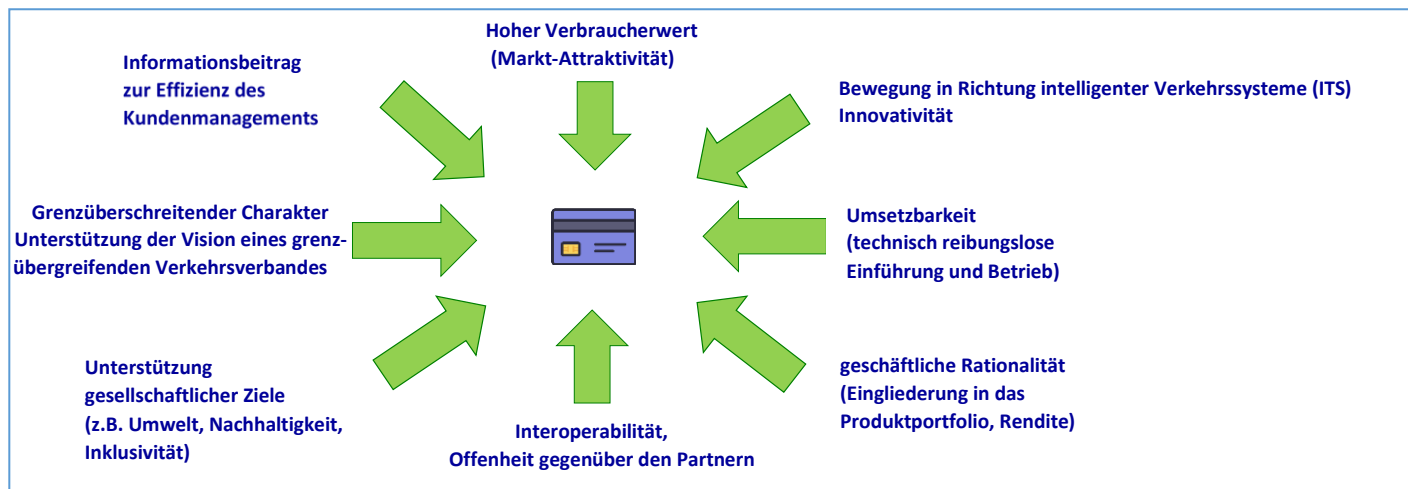 Hoher Verbraucherwert
(Markt-Attraktivität)
Informationsbeitrag
zur Effizienz des
Kundenmanagements
Bewegung in Richtung intelligenter Verkehrssysteme (ITS)
Innovativität
Grenzüberschreitender Charakter
Unterstützung der Vision eines grenz-
übergreifenden Verkehrsverbandes
Umsetzbarkeit
(technisch reibungslose
Einführung und Betrieb)
Unterstützung
gesellschaftlicher Ziele
(z.B. Umwelt, Nachhaltigkeit,
Inklusivität)
geschäftliche Rationalität
(Eingliederung in das
Produktportfolio, Rendite)
Interoperabilität,
Offenheit gegenüber den Partnern